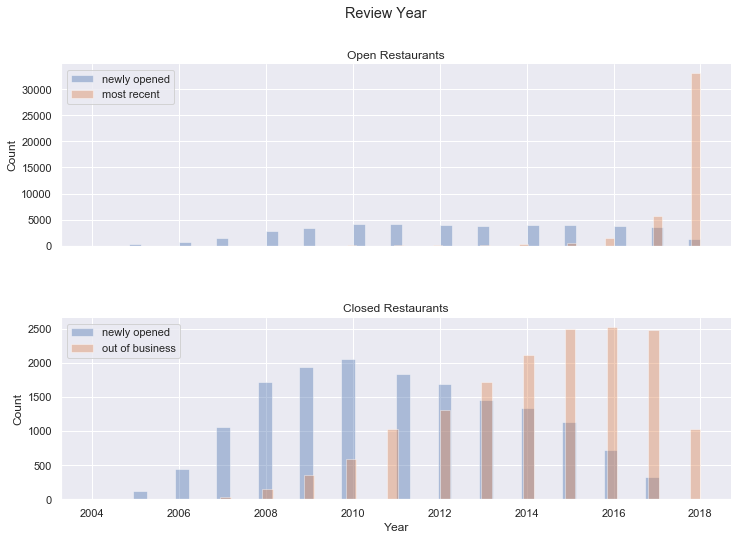 Review Year
Open Restaurants
newly opened
most recent
30000
25000
20000
15000
10000
5000
0
Count
Closed Restaurants
newly opened
out of business
2500
2000
1500
1000
500
0
Count
2004 2006 2008 2010 2012 2014 2016 2018
Year